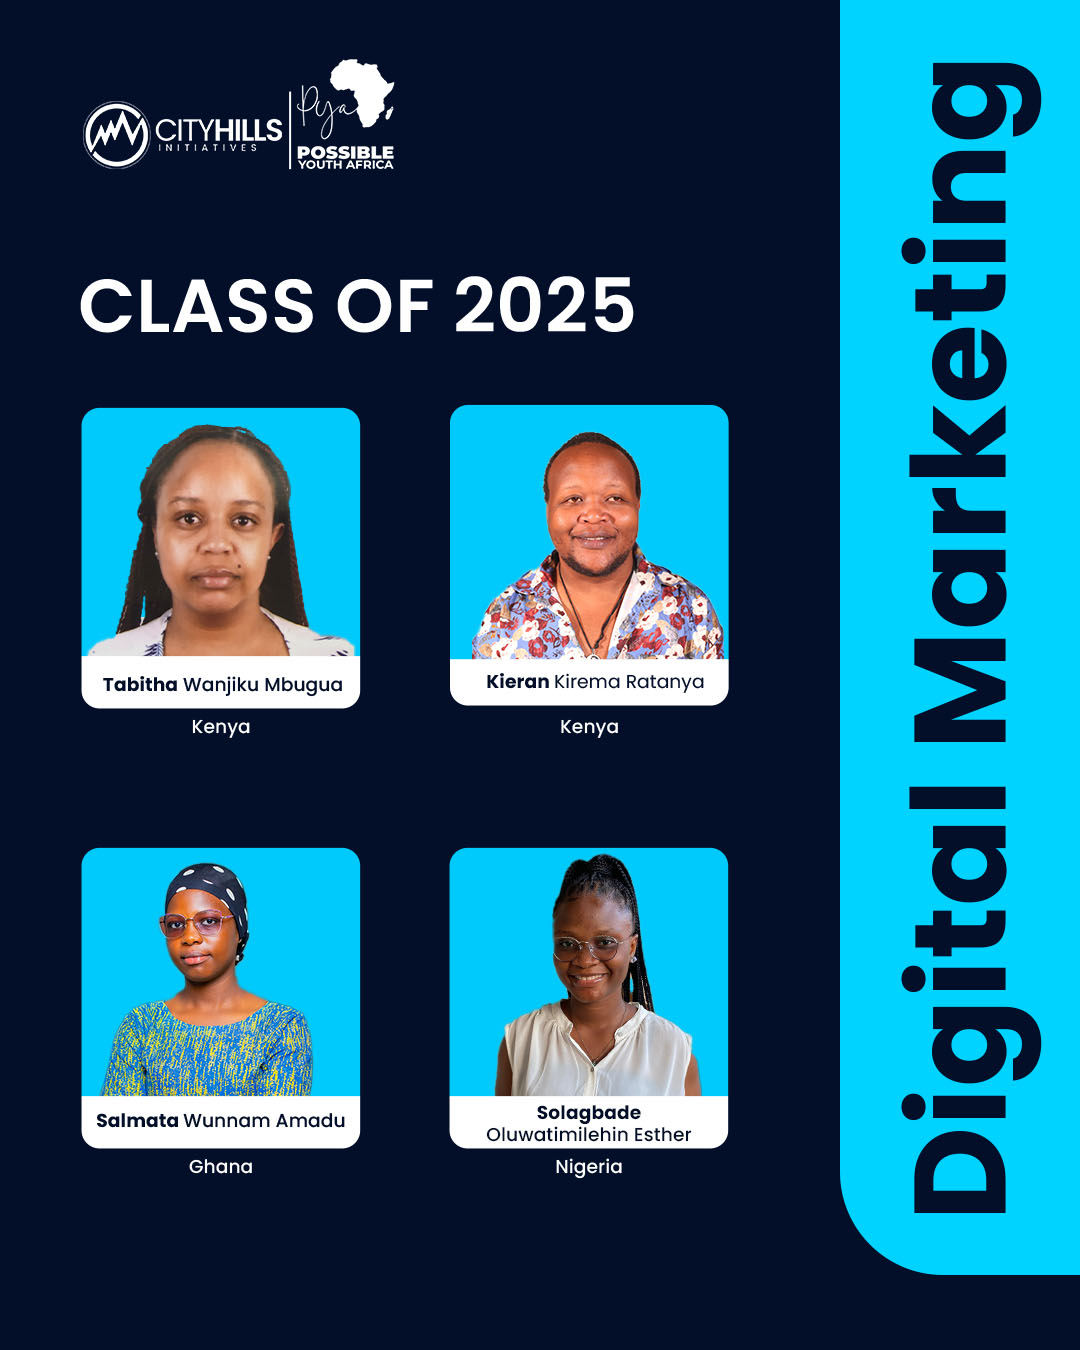 CITYHILLS
INITIATIVES
Pya
POSSIBLE
YOUTH AFRICA
CLASS OF 2025
Tabitha Wanjiku Mbugua
Kenya
Kieran Kirema Ratanya
Kenya
Salmata Wunnam Amadu
Ghana
Solagbade
Oluwatimilehin Esther
Nigeria
Digital Marketing